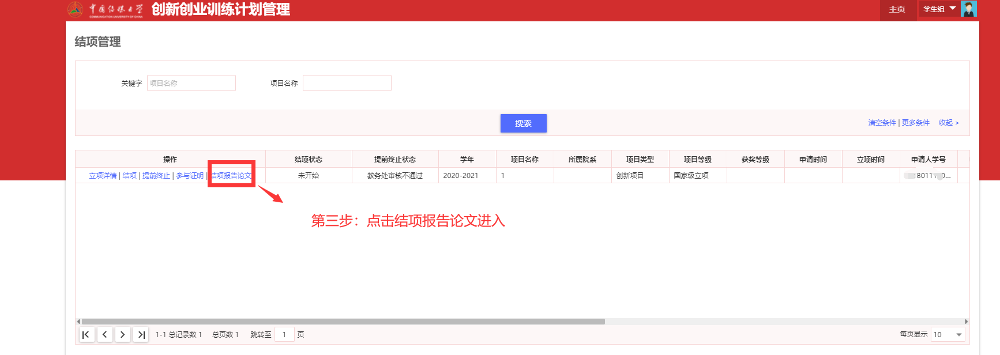 中国传媒大学 创新创业训练计划管理 主页 学生组
COMMUNICATION UNIVERSITY OF CHINA
结项管理
关键字 项目名称 项目名称
搜索
清空条件 | 更多条件 收起 >
操作 结项状态 提前终止状态 学年 项目名称 所属院系 项目类型 项目等级 获奖等级 申请时间 立项时间 申请人学号
立项详情 | 结项 | 提前终止 | 参与证明 | 结项报告论文 未开始 教务处审核不通过 2020-2021 1 创新项目 国家级立项
第三步：点击结项报告论文进入
1-1 总记录数 1 总页数 1 跳转至 1 页 每页显示 10